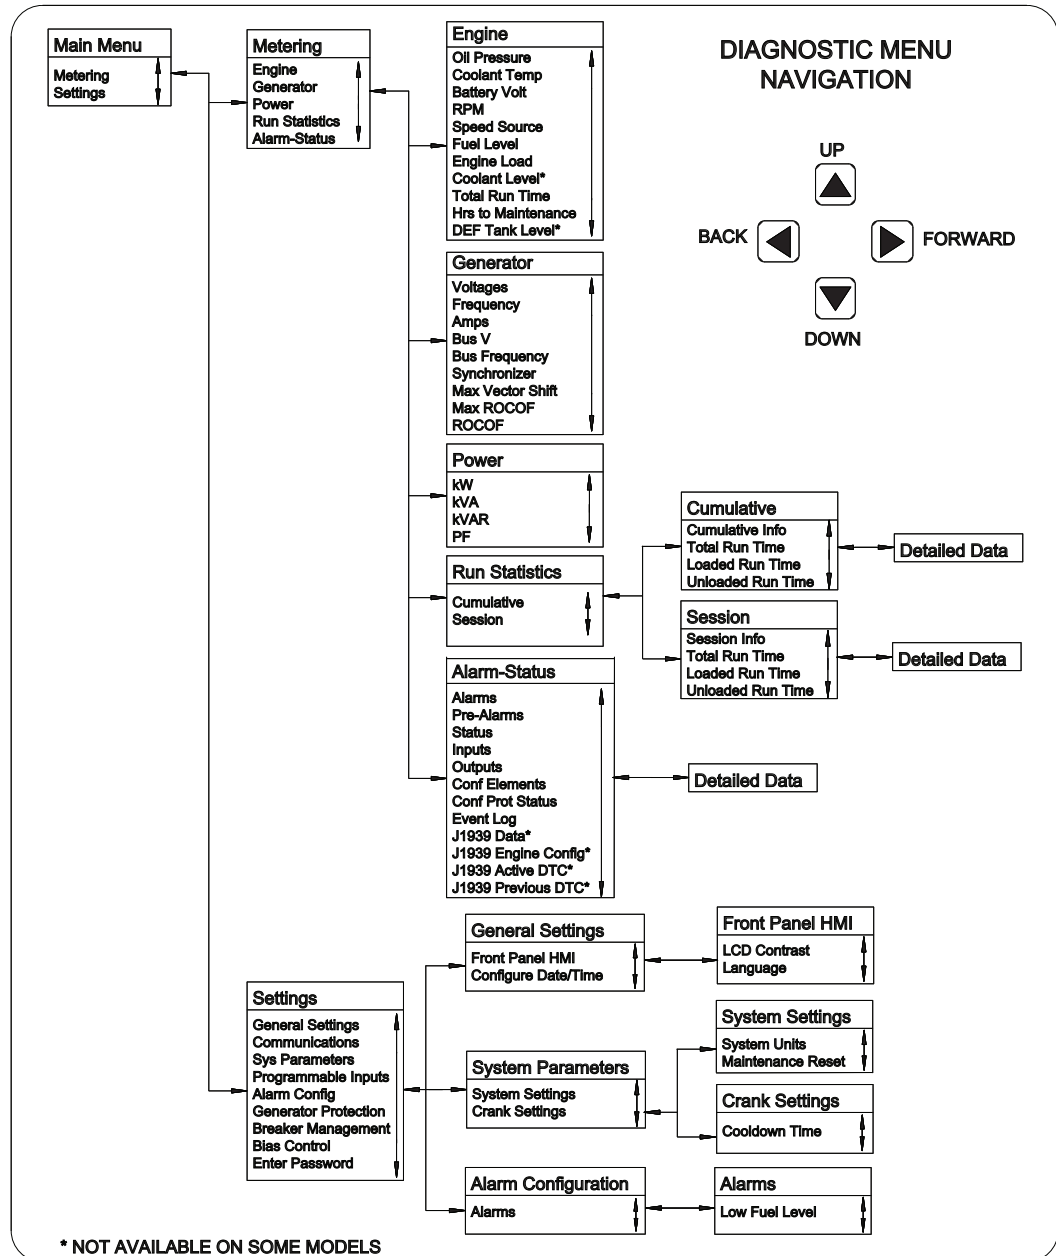 DIAGNOSTIC MENU
NAVIGATION
UP
BACK
FORWARD
DOWN
Main Menu
Metering
Settings
Metering
Engine
Generator
Power
Run Statistics
Alarm-Status
Engine
Oil Pressure
Coolant Temp
Battery Volt
RPM
Speed Source
Fuel Level
Engine Load
Coolant Level*
Total Run Time
Hrs to Maintenance
DEF Tank Level*
Generator
Voltages
Frequency
Amps
Bus V
Bus Frequency
Synchronizer
Max Vector Shift
Max ROCOF
ROCOF
Power
kW
kVA
kVAR
PF
Run Statistics
Cumulative
Session
Cumulative
Cumulative Info
Total Run Time
Loaded Run Time
Unloaded Run Time
Detailed Data
Session
Session Info
Total Run Time
Loaded Run Time
Unloaded Run Time
Detailed Data
Alarm-Status
Alarms
Pre-Alarms
Status
Inputs
Outputs
Conf Elements
Conf Prot Status
Event Log
J1939 Data*
J1939 Engine Config*
J1939 Active DTC*
J1939 Previous DTC*
Detailed Data
Settings
General Settings
Communications
Sys Parameters
Programmable Inputs
Alarm Config
Generator Protection
Breaker Management
Bias Control
Enter Password
General Settings
Front Panel HMI
Configure Date/Time
Front Panel HMI
LCD Contrast
Language
System Parameters
System Settings
Crank Settings
System Settings
System Units
Maintenance Reset
Crank Settings
Cooldown Time
Alarm Configuration
Alarms
Alarms
Low Fuel Level
* NOT AVAILABLE ON SOME MODELS